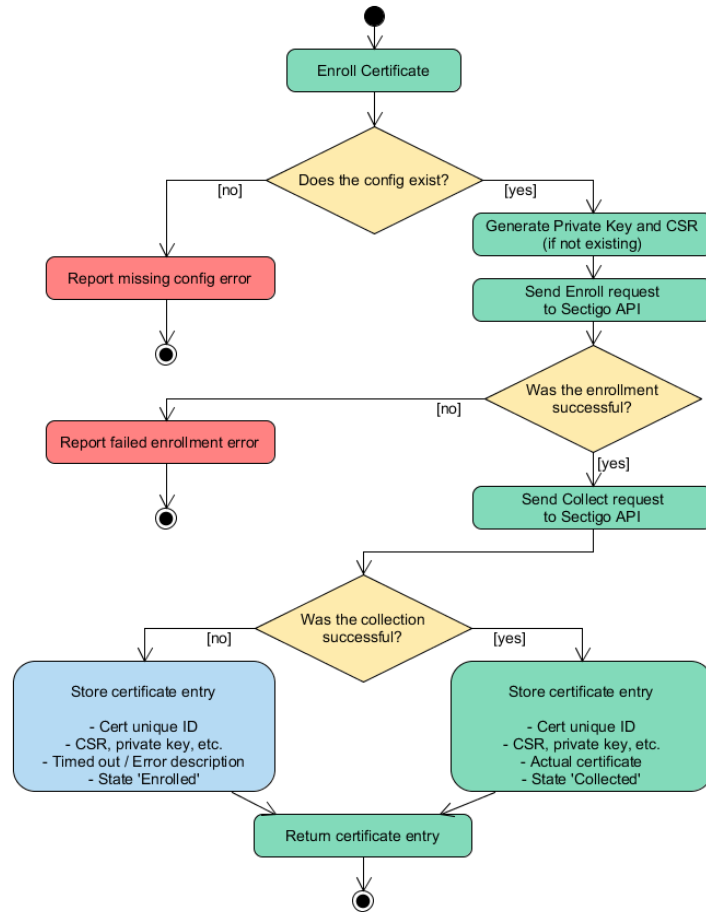 Enroll Certificate
Does the config exist?
[no]
[yes]
Generate Private Key and CSR
(if not existing)
Report missing config error
Send Enroll request
to Sectigo API
Was the enrollment
successful?
[no]
Report failed enrollment error
[yes]
Send Collect request
to Sectigo API
Was the collection
successful?
[no]
[yes]
Store certificate entry
- Cert unique ID
- CSR, private key, etc.
- Timed out / Error description
- State 'Enrolled'
Store certificate entry
- Cert unique ID
- CSR, private key, etc.
- Actual certificate
- State 'Collected'
Return certificate entry